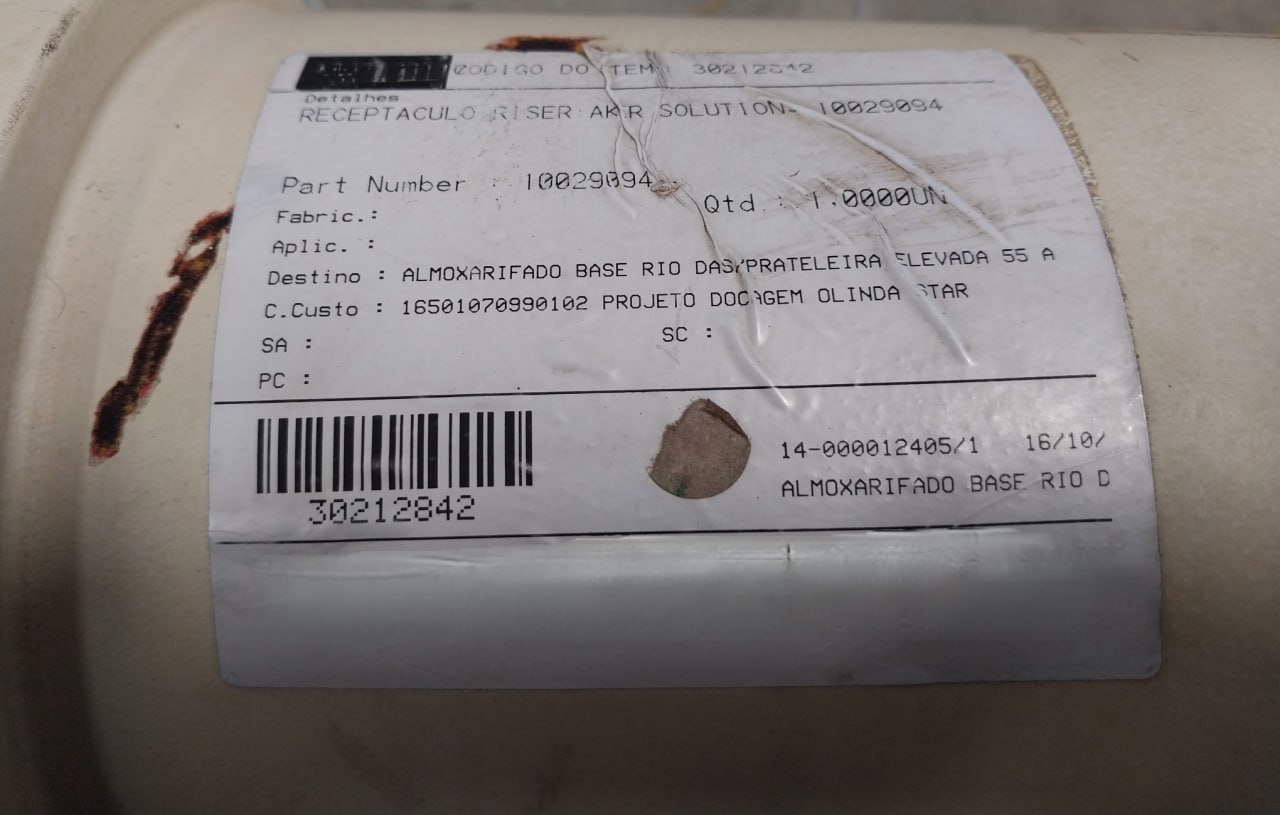 CODIGO DO ITEM : 30212842
Detalhes
RECEPTACULO RISER AK R SOLUTION 10029094
Part Number : 10029094
Qtd : 1.0000UN
Fabric.:
Aplic. :
Destino : ALMOXARIFADO BASE RIO DAS/PRATELEIRA ELEVADA 55 A
C.Custo : 16501070990102 PROJETO DOCAGEM OLINDA STAR
SA :
SC :
PC :
30212842
14-000012405/1 16/10/
ALMOXARIFADO BASE RIO D